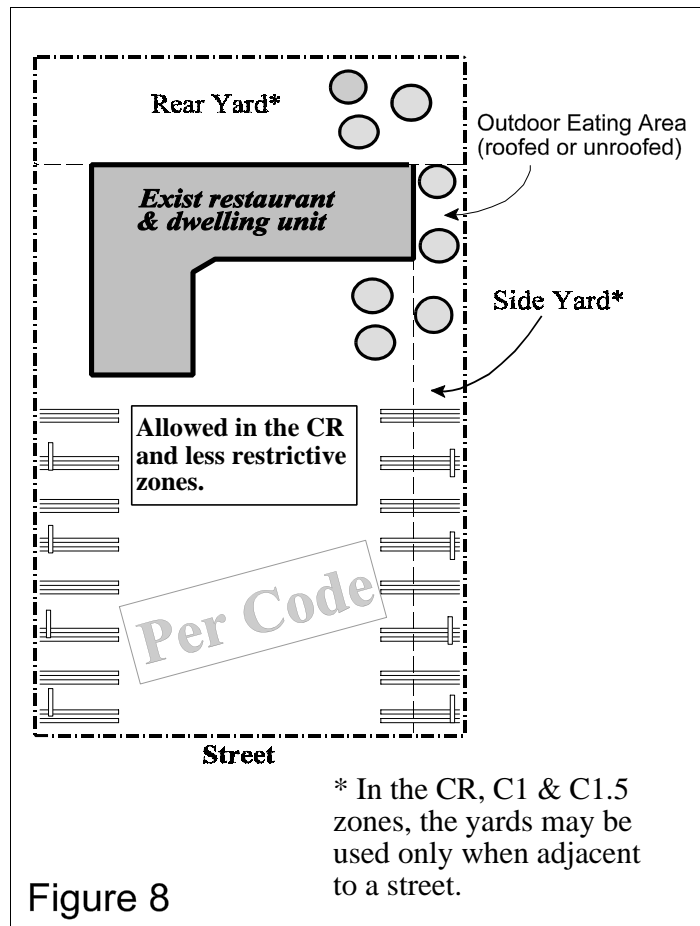 Rear Yard*
Outdoor Eating Area
(roofed or unroofed)
Exist restaurant
& dwelling unit
Side Yard*
Allowed in the CR
and less restrictive
zones.
Per Code
Street
* In the CR, C1 & C1.5
zones, the yards may be
used only when adjacent
to a street.
Figure 8